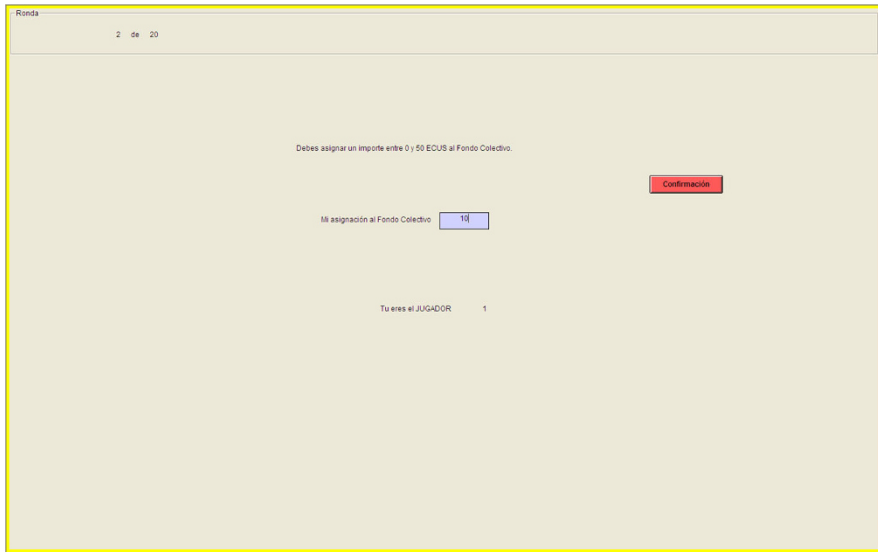 Ronda
2 de 20
Debes asignar un importe entre 0 y 50 ECUS al Fondo Colectivo.
Confirmación
Mi asignación al Fondo Colectivo 10
Tu eres el JUGADOR 1